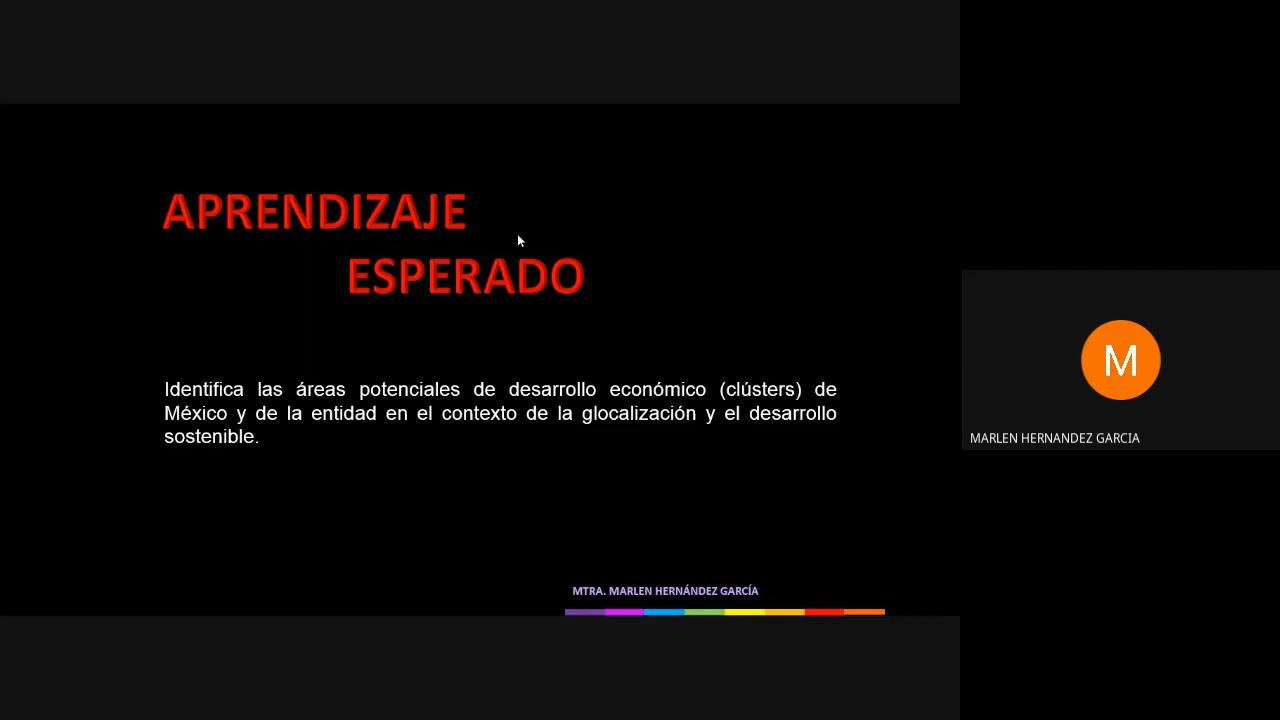 APRENDIZAJE
ESPERADO
Identifica las áreas potenciales de desarrollo económico (clústers) de
México y de la entidad en el contexto de la glocalización y el desarrollo
sostenible.
M
MARLEN HERNANDEZ GARCIA
MTRA. MARLEN HERNÁNDEZ GARCÍA